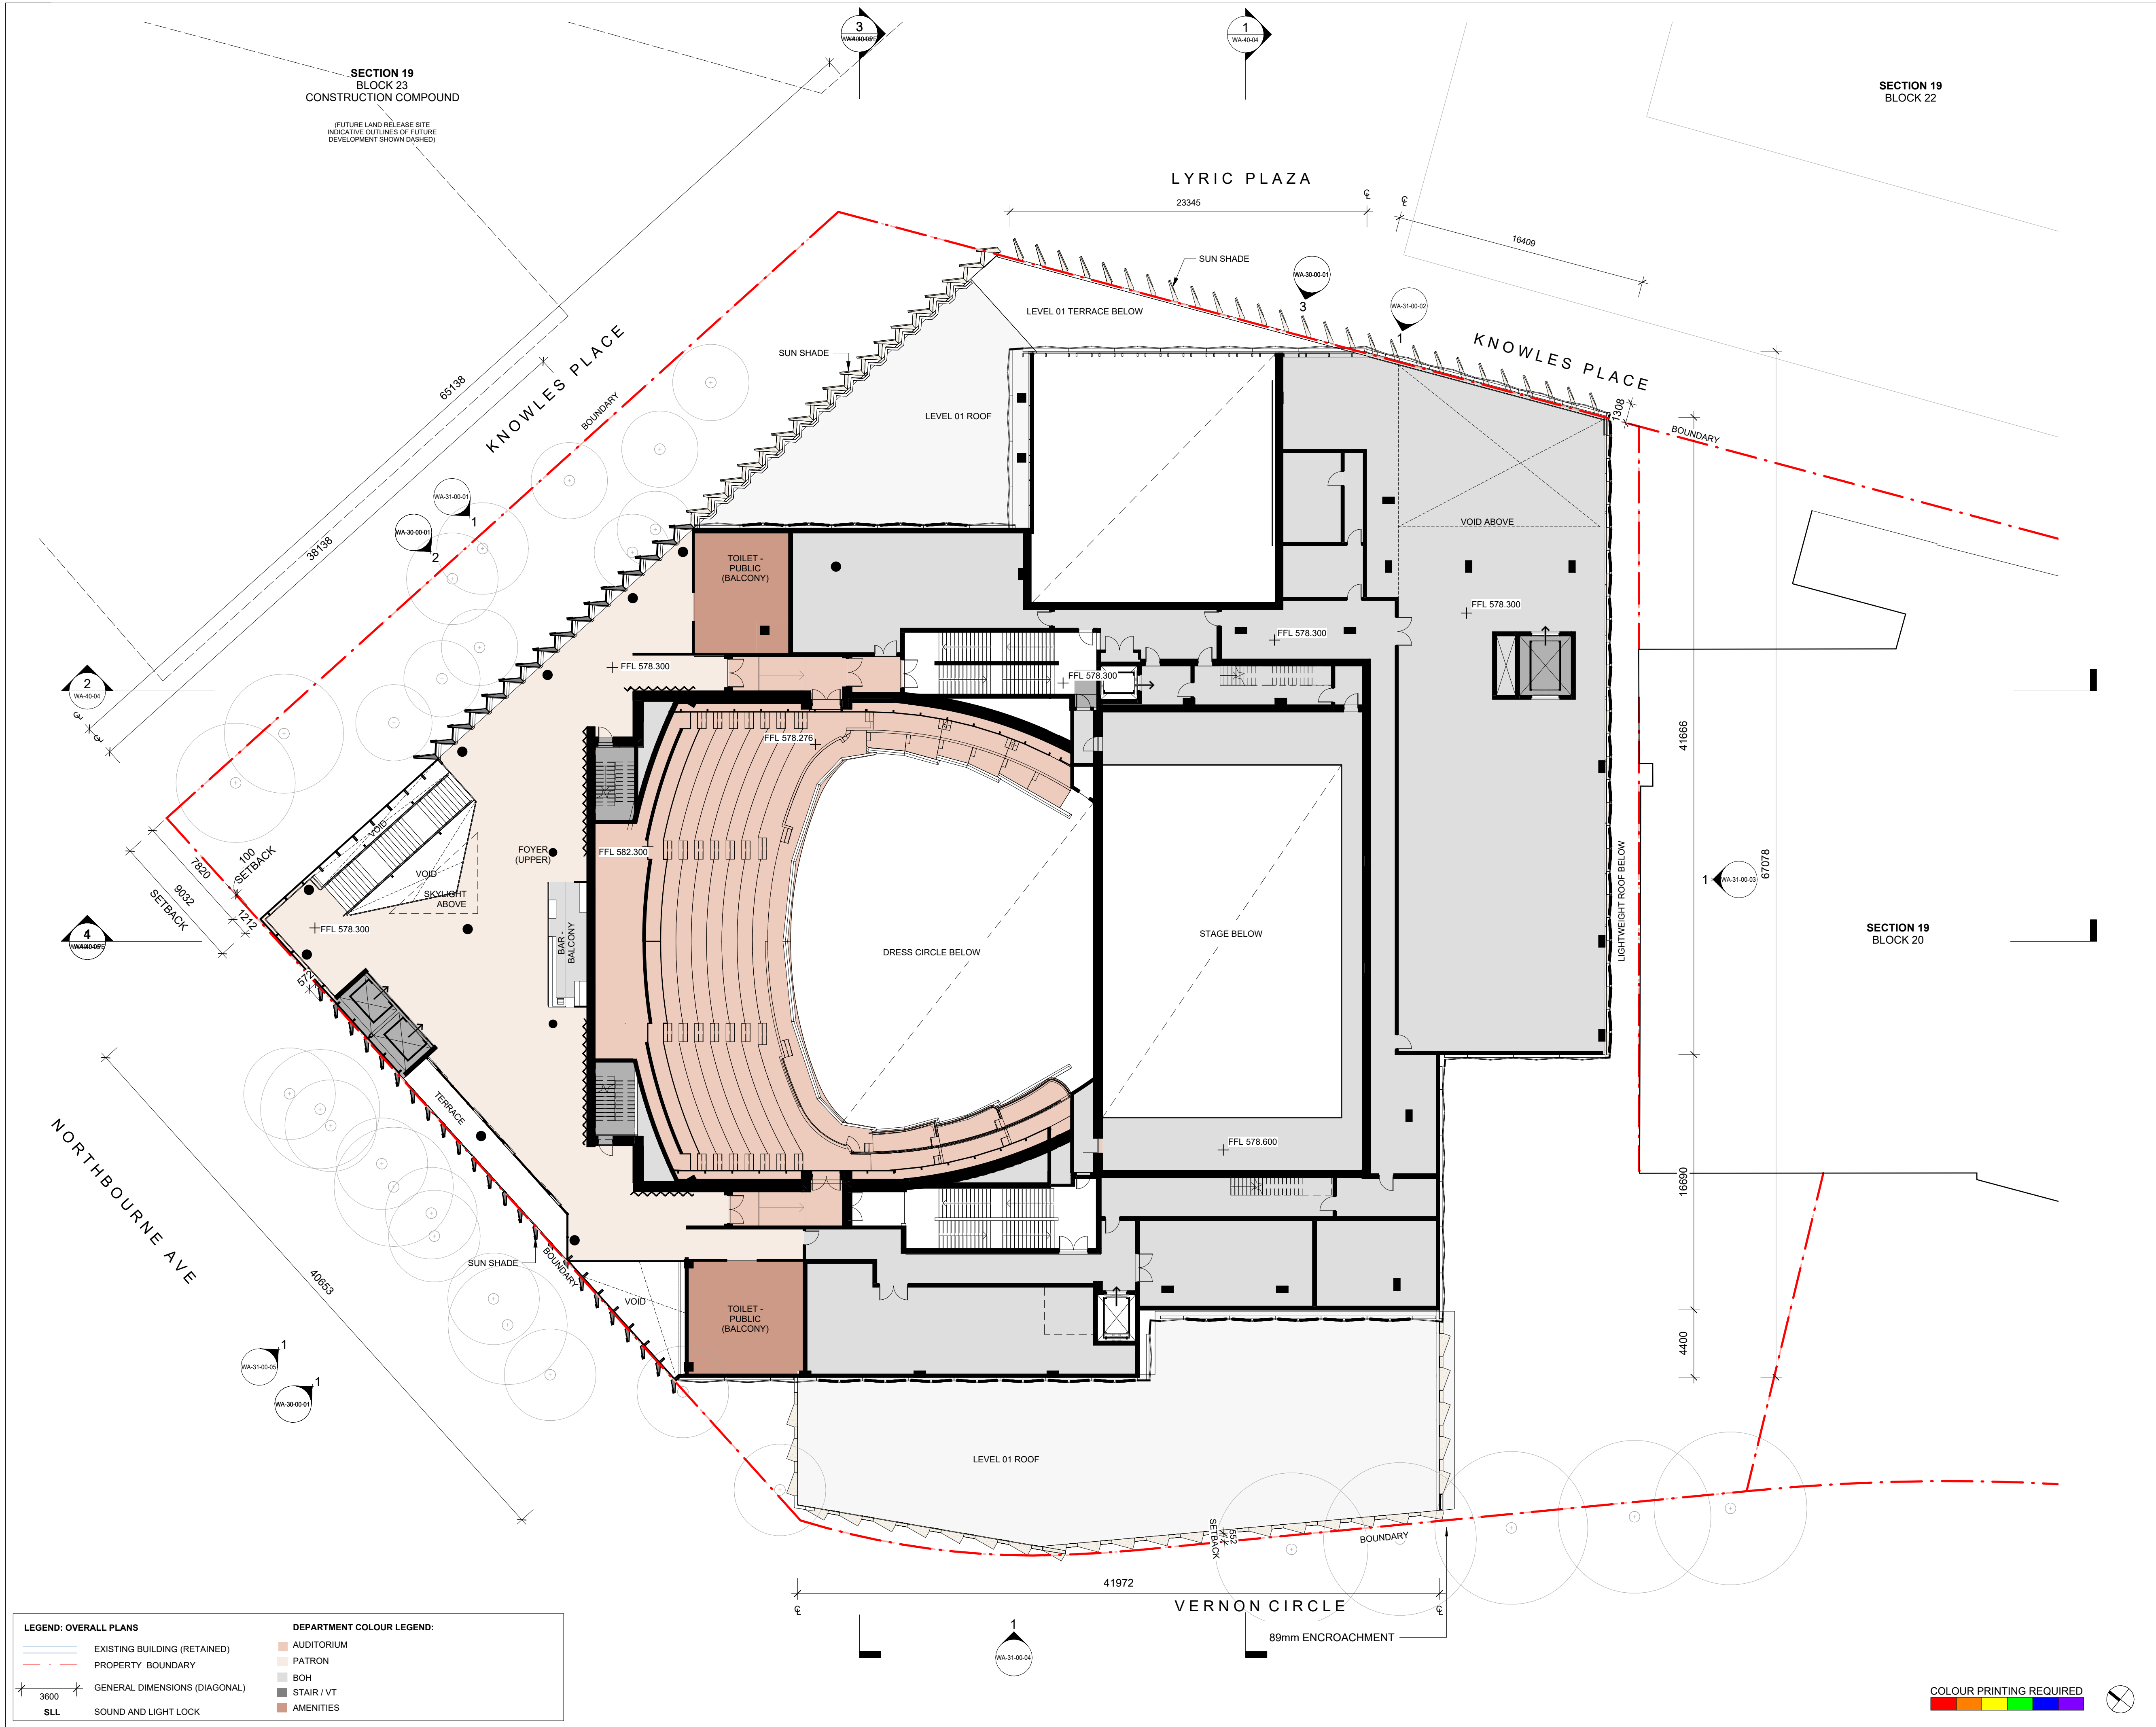 3
1
WA-40-04
SECTION 19
BLOCK 23
CONSTRUCTION COMPOUND
(FUTURE LAND RELEASE SITE
INDICATIVE OUTLINES OF FUTURE
DEVELOPMENT SHOWN DASHED)
SECTION 19
BLOCK 22
LYRIC PLAZA
23345
16409
SUN SHADE
WA-30-00-01
3
WA-31-00-02
1
LEVEL 01 TERRACE BELOW
KNOWLES PLACE
KNOWLES PLACE
SUN SHADE
65138
38138
BOUNDARY
LEVEL 01 ROOF
1308
BOUNDARY
WA-31-00-01
1
WA-30-00-01
2
VOID ABOVE
TOILET -
PUBLIC
(BALCONY)
FFL 578.300
FFL 578.300
FFL 578.300
FFL 578.300
2
WA-40-04
FFL 578.276
41666
67078
VOID
FOYER
(UPPER)
FFL 582.300
7820
100
SETBACK
9032
SETBACK
1212
VOID
SKYLIGHT
ABOVE
LIGHTWEIGHT ROOF BELOW
1
WA-31-00-03
4
FFL 578.300
BAR -
BALCONY
DRESS CIRCLE BELOW
STAGE BELOW
SECTION 19
BLOCK 20
572
TERRACE
NORTHBOURNE AVE
FFL 578.600
16690
40653
SUN SHADE
BOUNDARY
VOID
TOILET -
PUBLIC
(BALCONY)
4400
1
WA-31-00-05
1
WA-30-00-01
LEVEL 01 ROOF
552
SETBACK
BOUNDARY
41972
VERNON CIRCLE
89mm ENCROACHMENT
1
WA-31-00-04
LEGEND: OVERALL PLANS
EXISTING BUILDING (RETAINED)
PROPERTY BOUNDARY
3600
GENERAL DIMENSIONS (DIAGONAL)
SLL
SOUND AND LIGHT LOCK
DEPARTMENT COLOUR LEGEND:
AUDITORIUM
PATRON
BOH
STAIR / VT
AMENITIES
COLOUR PRINTING REQUIRED